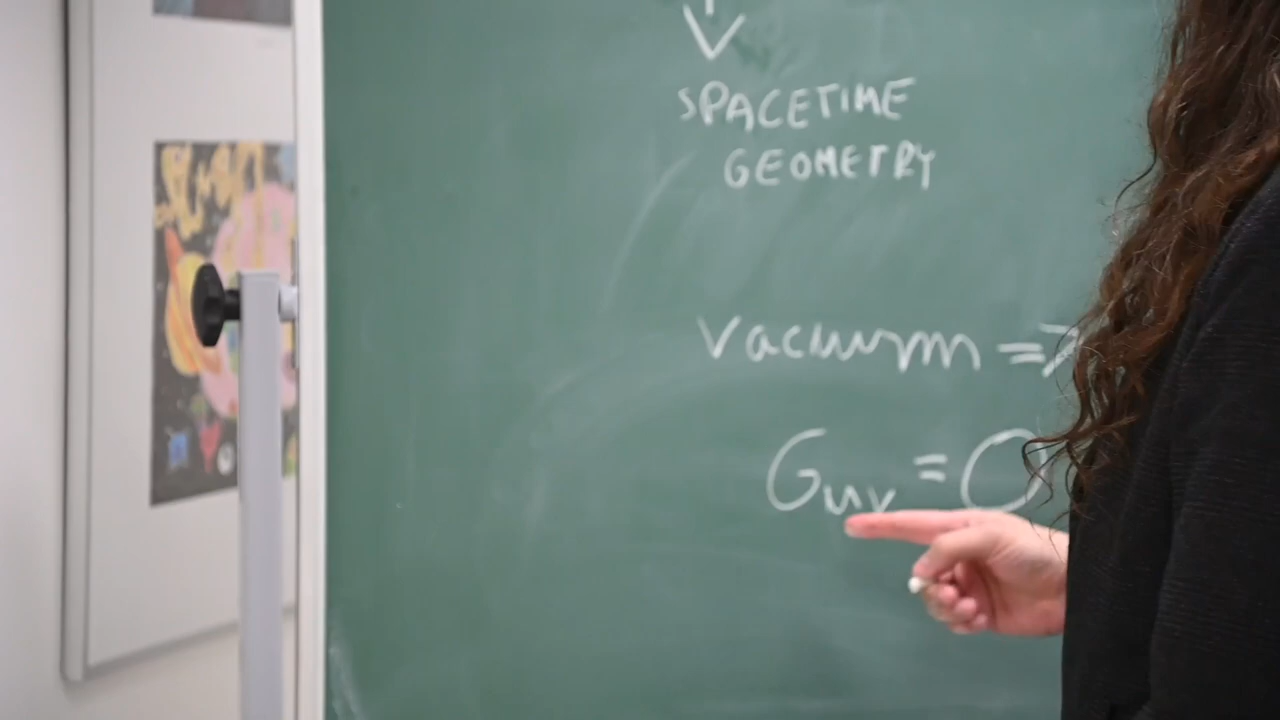 SPACETIME
GEOMETRY
Vacuum =>
Gμν = 0